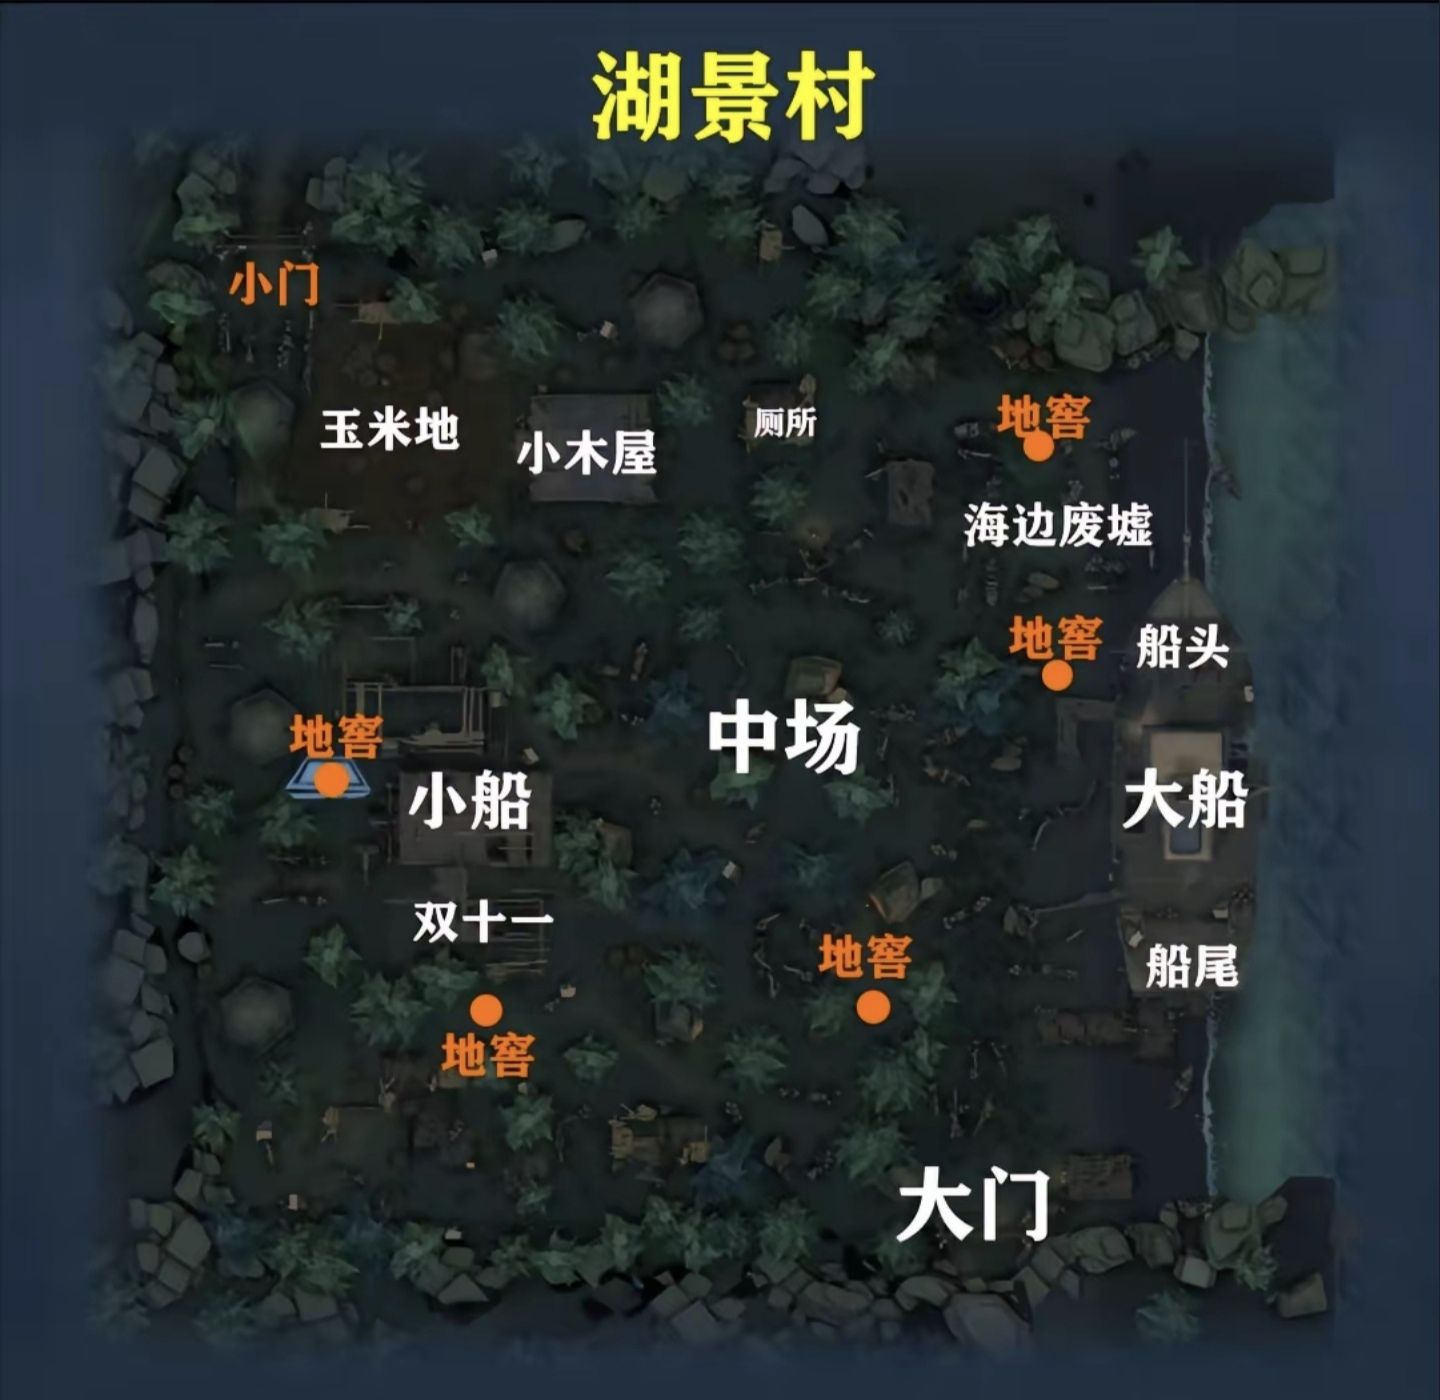 湖景村
小门
玉米地
小木屋
厕所
地窖
海边废墟
地窖
船头
地窖
中场
小船
大船
双十一
地窖
船尾
地窖
大门